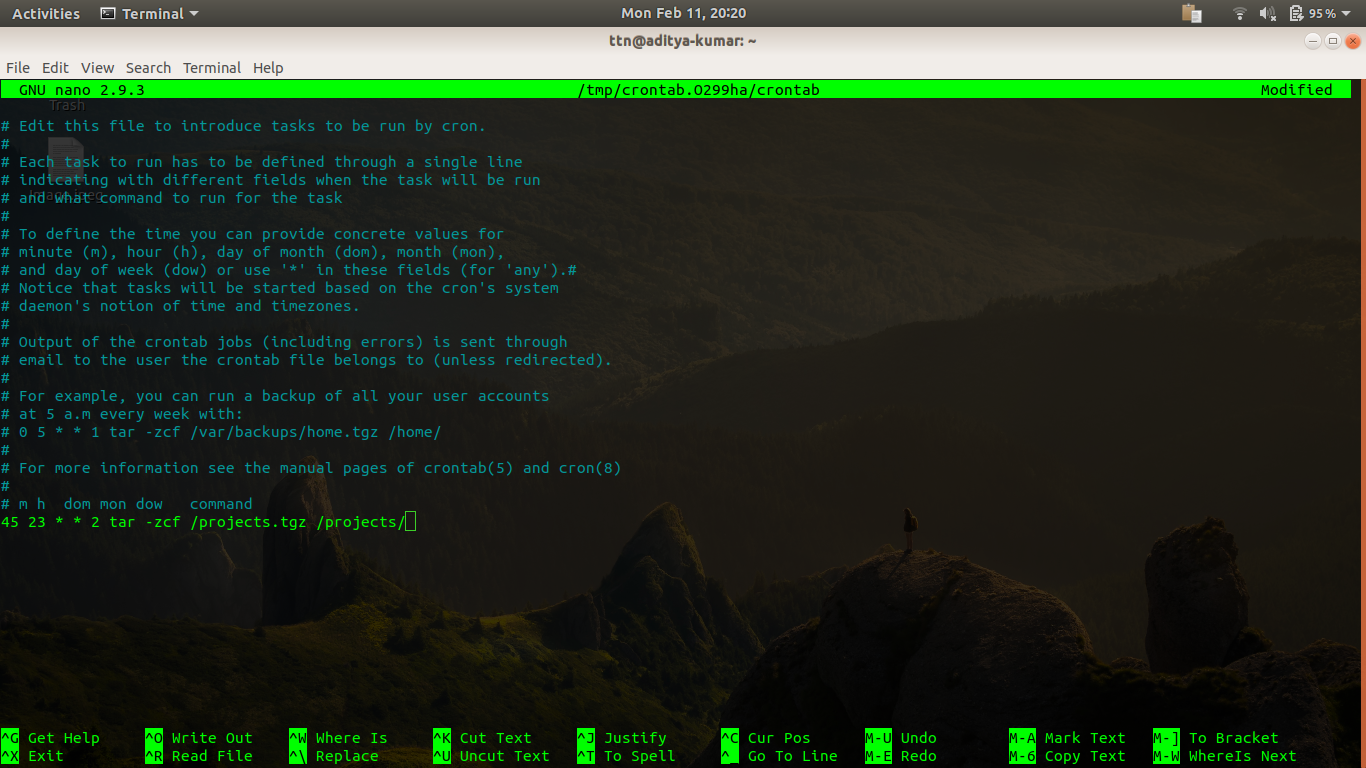 Activities Terminal Mon Feb 11, 20:20 95%
ttn@aditya-kumar: ~
File Edit View Search Terminal Help
GNU nano 2.9.3 /tmp/crontab.O299ha/crontab Modified
Trash
# Edit this file to introduce tasks to be run by cron.
#
# Each task to run has to be defined through a single line
# indicating with different fields when the task will be run
# and what command to run for the task
#
# To define the time you can provide concrete values for
# minute (m), hour (h), day of month (dom), month (mon),
# and day of week (dow) or use '*' in these fields (for 'any').#
# Notice that tasks will be started based on the cron's system
# daemon's notion of time and timezones.
#
# Output of the crontab jobs (including errors) is sent through
# email to the user the crontab file belongs to (unless redirected).
#
# For example, you can run a backup of all your user accounts
# at 5 a.m every week with:
# 0 5 * * 1 tar -zcf /var/backups/home.tgz /home/
#
# For more information see the manual pages of crontab(5) and cron(8)
#
# m h  dom mon dow   command
45 23 * * 2 tar -zcf /projects.tgz /projects/
^G Get Help ^O Write Out ^W Where Is ^K Cut Text ^J Justify ^C Cur Pos M-U Undo M-A Mark Text M-] To Bracket
^X Exit ^R Read File ^\ Replace ^U Uncut Text ^T To Spell ^_ Go To Line M-E Redo M-6 Copy Text M-W WhereIs Next